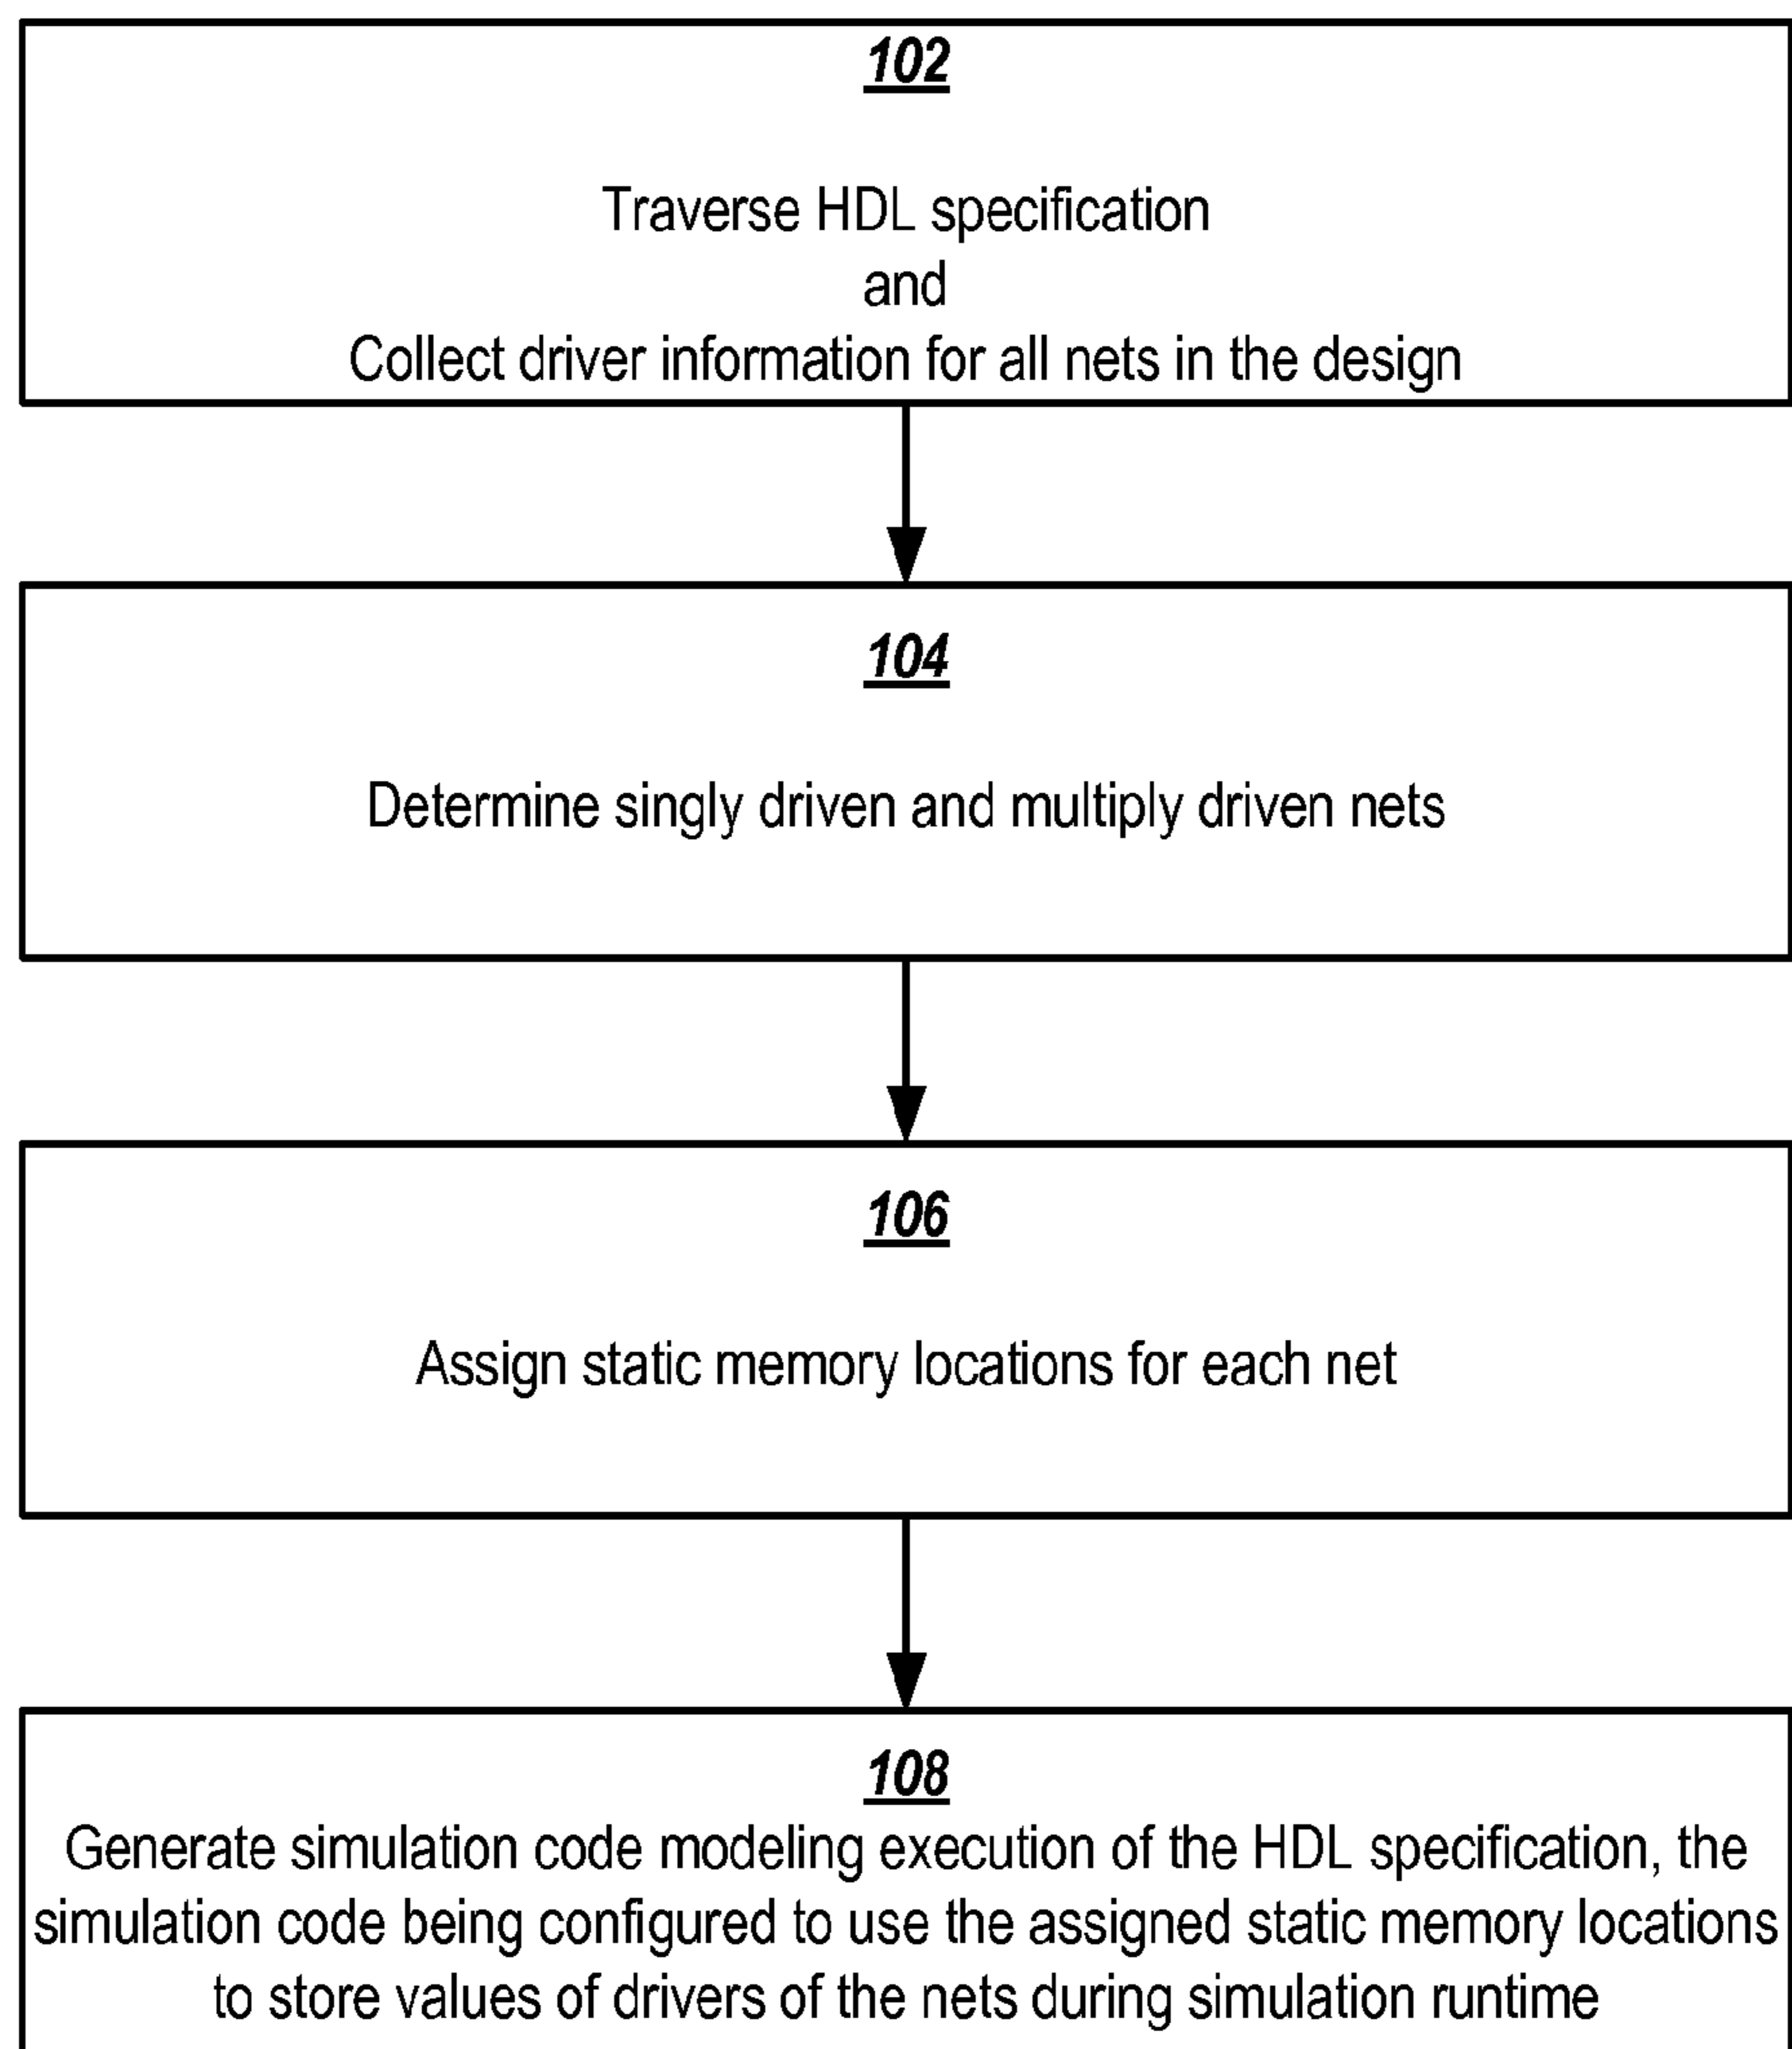 102
Traverse HDL specification
and
Collect driver information for all nets in the design
104
Determine singly driven and multiply driven nets
106
Assign static memory locations for each net
108
Generate simulation code modeling execution of the HDL specification, the
simulation code being configured to use the assigned static memory locations
to store values of drivers of the nets during simulation runtime